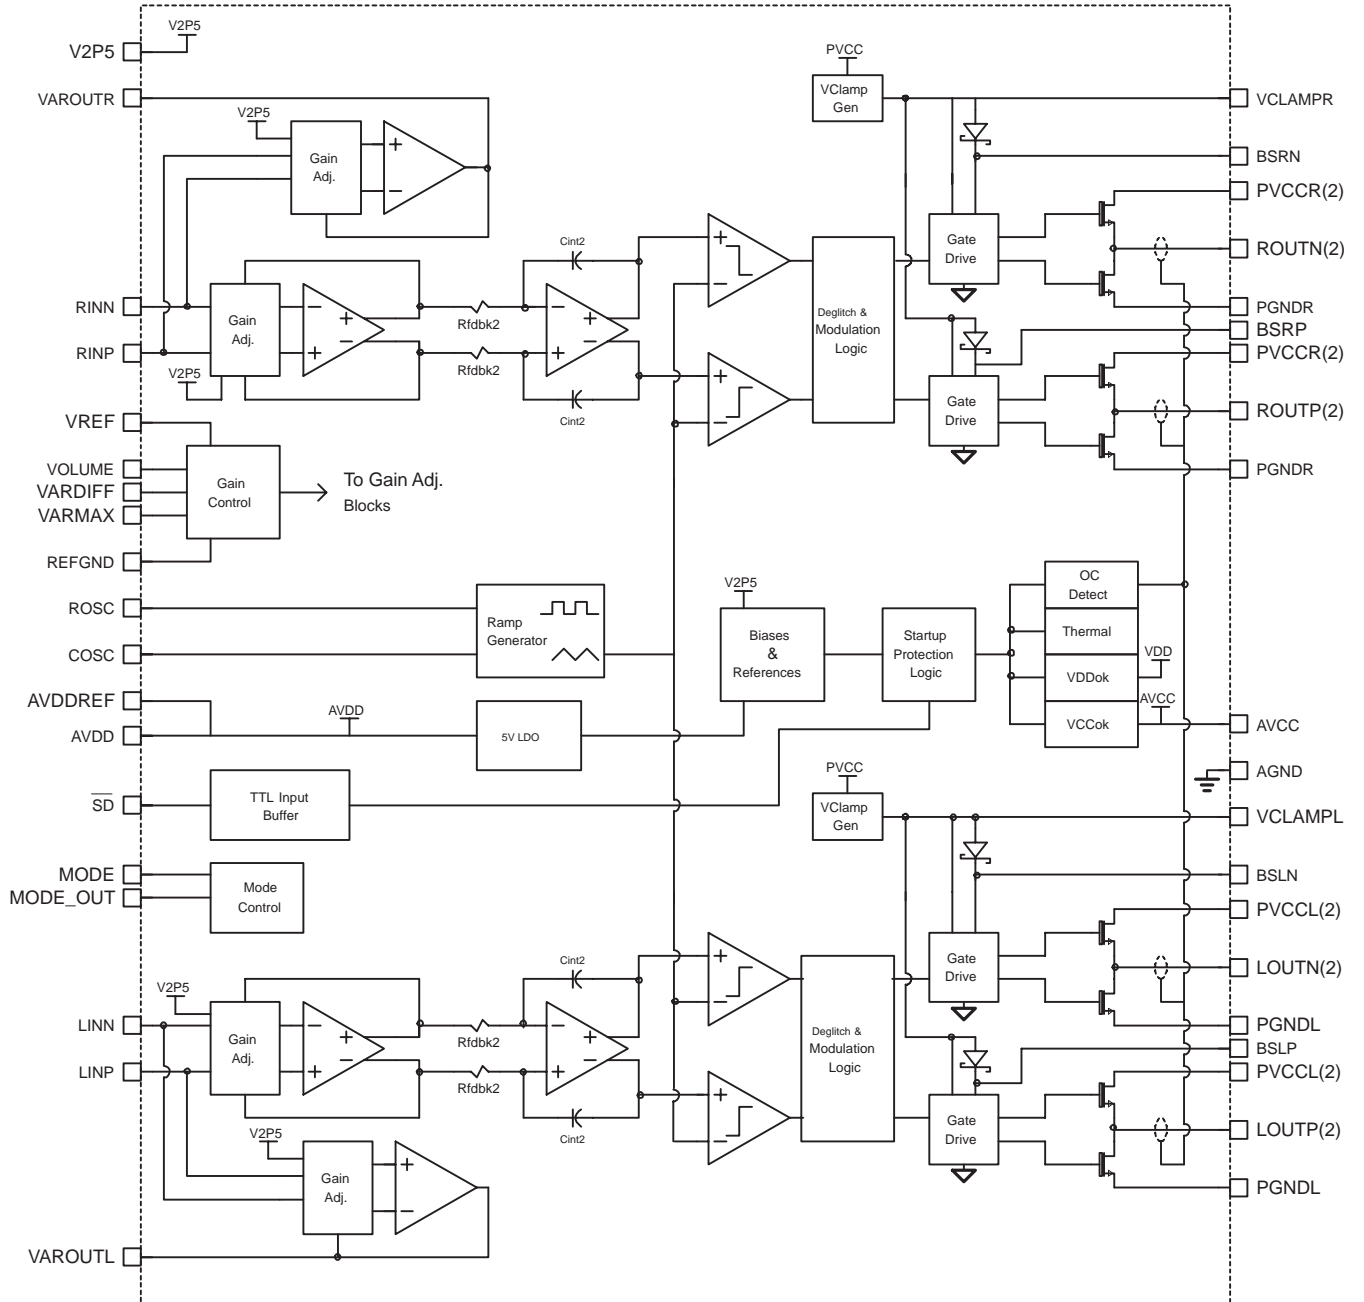 V2P5
V2P5
VAROUTR
V2P5
Gain
Adj.
+
−
RINN
RINP
Gain
Adj.
V2P5
−
+
+
−
Rfdbk2
Rfdbk2
Cint2
Cint2
−
+
+
−
+
−
Deglitch &
Modulation
Logic
PVCC
VClamp
Gen
Gate
Drive
Gate
Drive
VCLAMPR
BSRN
PVCCR(2)
ROUTN(2)
PGNDR
BSRP
PVCCR(2)
ROUTP(2)
PGNDR
VREF
VOLUME
VARDIFF
VARMAX
REFGND
Gain
Control
To Gain Adj.
Blocks
ROSC
COSC
Ramp
Generator
V2P5
Biases
&
References
Startup
Protection
Logic
OC
Detect
Thermal
VDDok
VCCok
VDD
AVCC
AVCC
AGND
AVDDREF
AVDD
AVDD
5V LDO
SD
TTL Input
Buffer
MODE
MODE_OUT
Mode
Control
PVCC
VClamp
Gen
VCLAMPL
BSLN
PVCCL(2)
LOUTN(2)
PGNDL
BSLP
PVCCL(2)
LOUTP(2)
PGNDL
V2P5
LINN
LINP
Gain
Adj.
−
+
+
−
Rfdbk2
Rfdbk2
Cint2
Cint2
−
+
+
−
+
−
Deglitch &
Modulation
Logic
Gate
Drive
Gate
Drive
V2P5
Gain
Adj.
+
−
VAROUTL